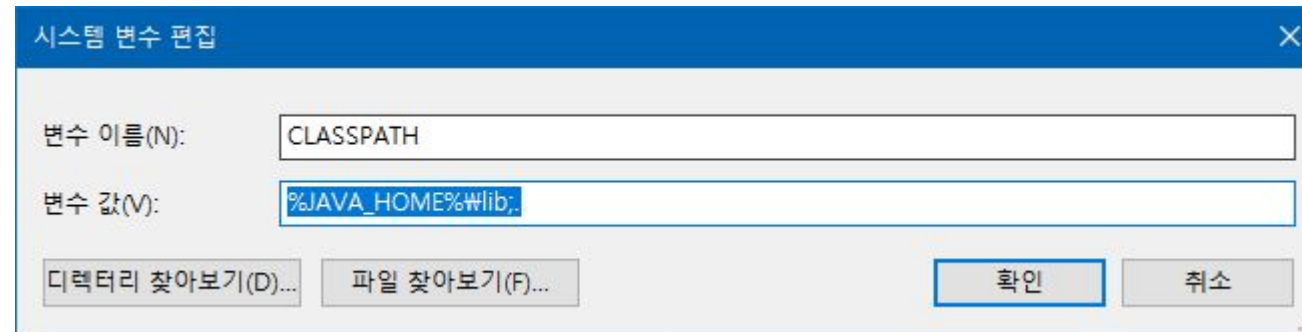 시스템 변수 편집
변수 이름(N): CLASSPATH
변수 값(V): %JAVA_HOME%₩lib;.
디렉터리 찾아보기(D)... 파일 찾아보기(F)... 확인 취소